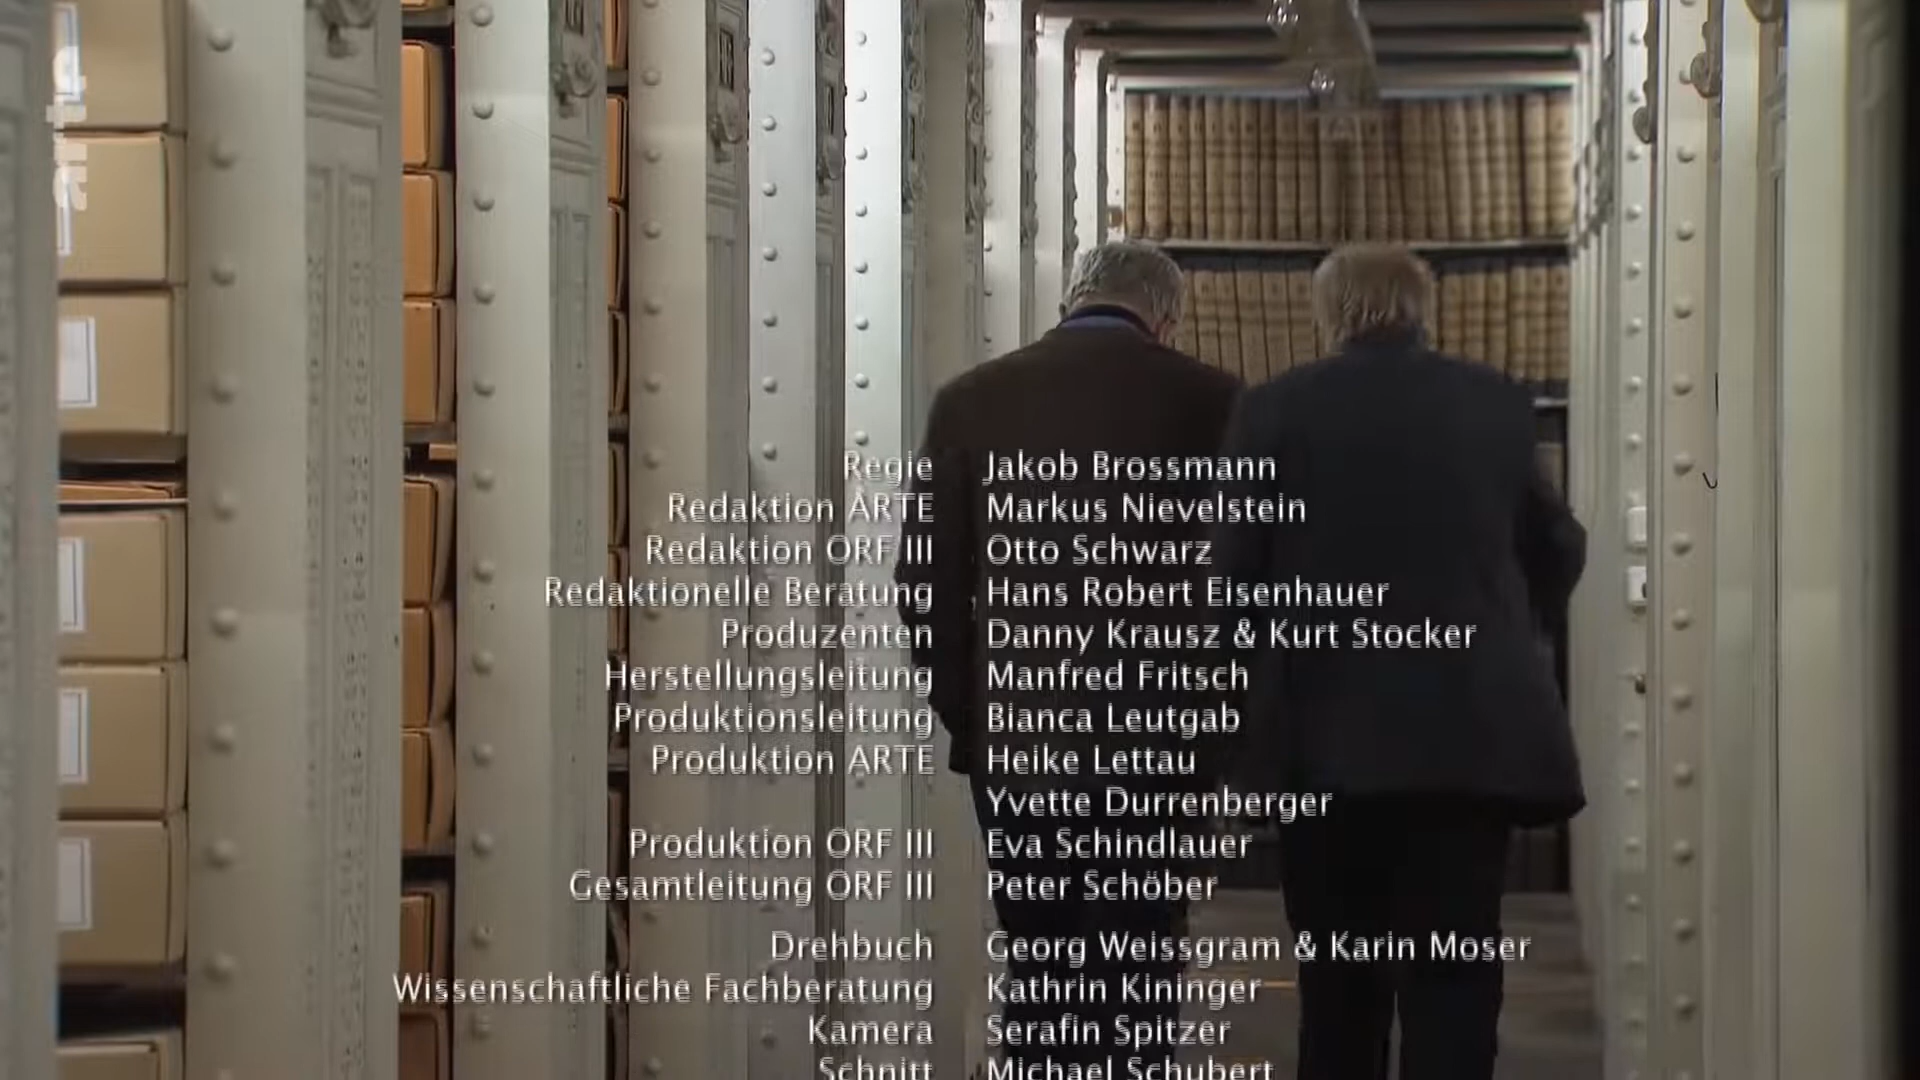 arte
Regie Jakob Brossmann
Redaktion ARTE Markus Nievelstein
Redaktion ORF III Otto Schwarz
Redaktionelle Beratung Hans Robert Eisenhauer
Produzenten Danny Krausz & Kurt Stocker
Herstellungsleitung Manfred Fritsch
Produktionsleitung Bianca Leutgab
Produktion ARTE Heike Lettau
Yvette Durrenberger
Produktion ORF III Eva Schindlauer
Gesamtleitung ORF III Peter Schöber
Drehbuch Georg Weissgram & Karin Moser
Wissenschaftliche Fachberatung Kathrin Kininger
Kamera Serafin Spitzer
Schnitt Michael Schubert